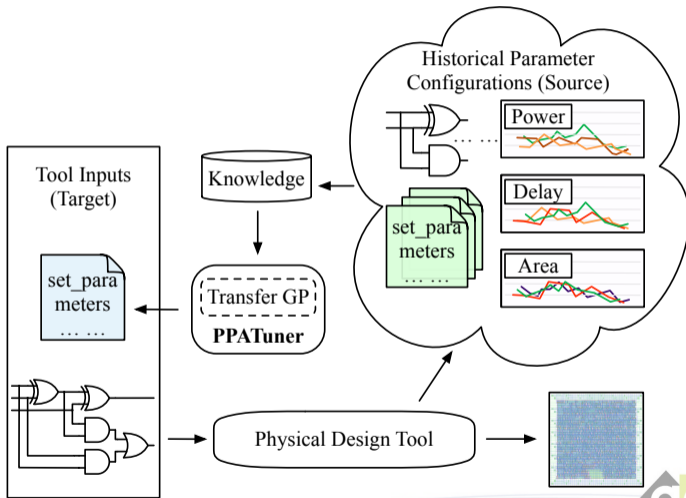 Historical Parameter
Configurations (Source)
Power
... ...
Delay
set_para
meters
... ...
Area
Knowledge
Transfer GP
PPATuner
Tool Inputs
(Target)
set_para
meters
... ...
Physical Design Tool